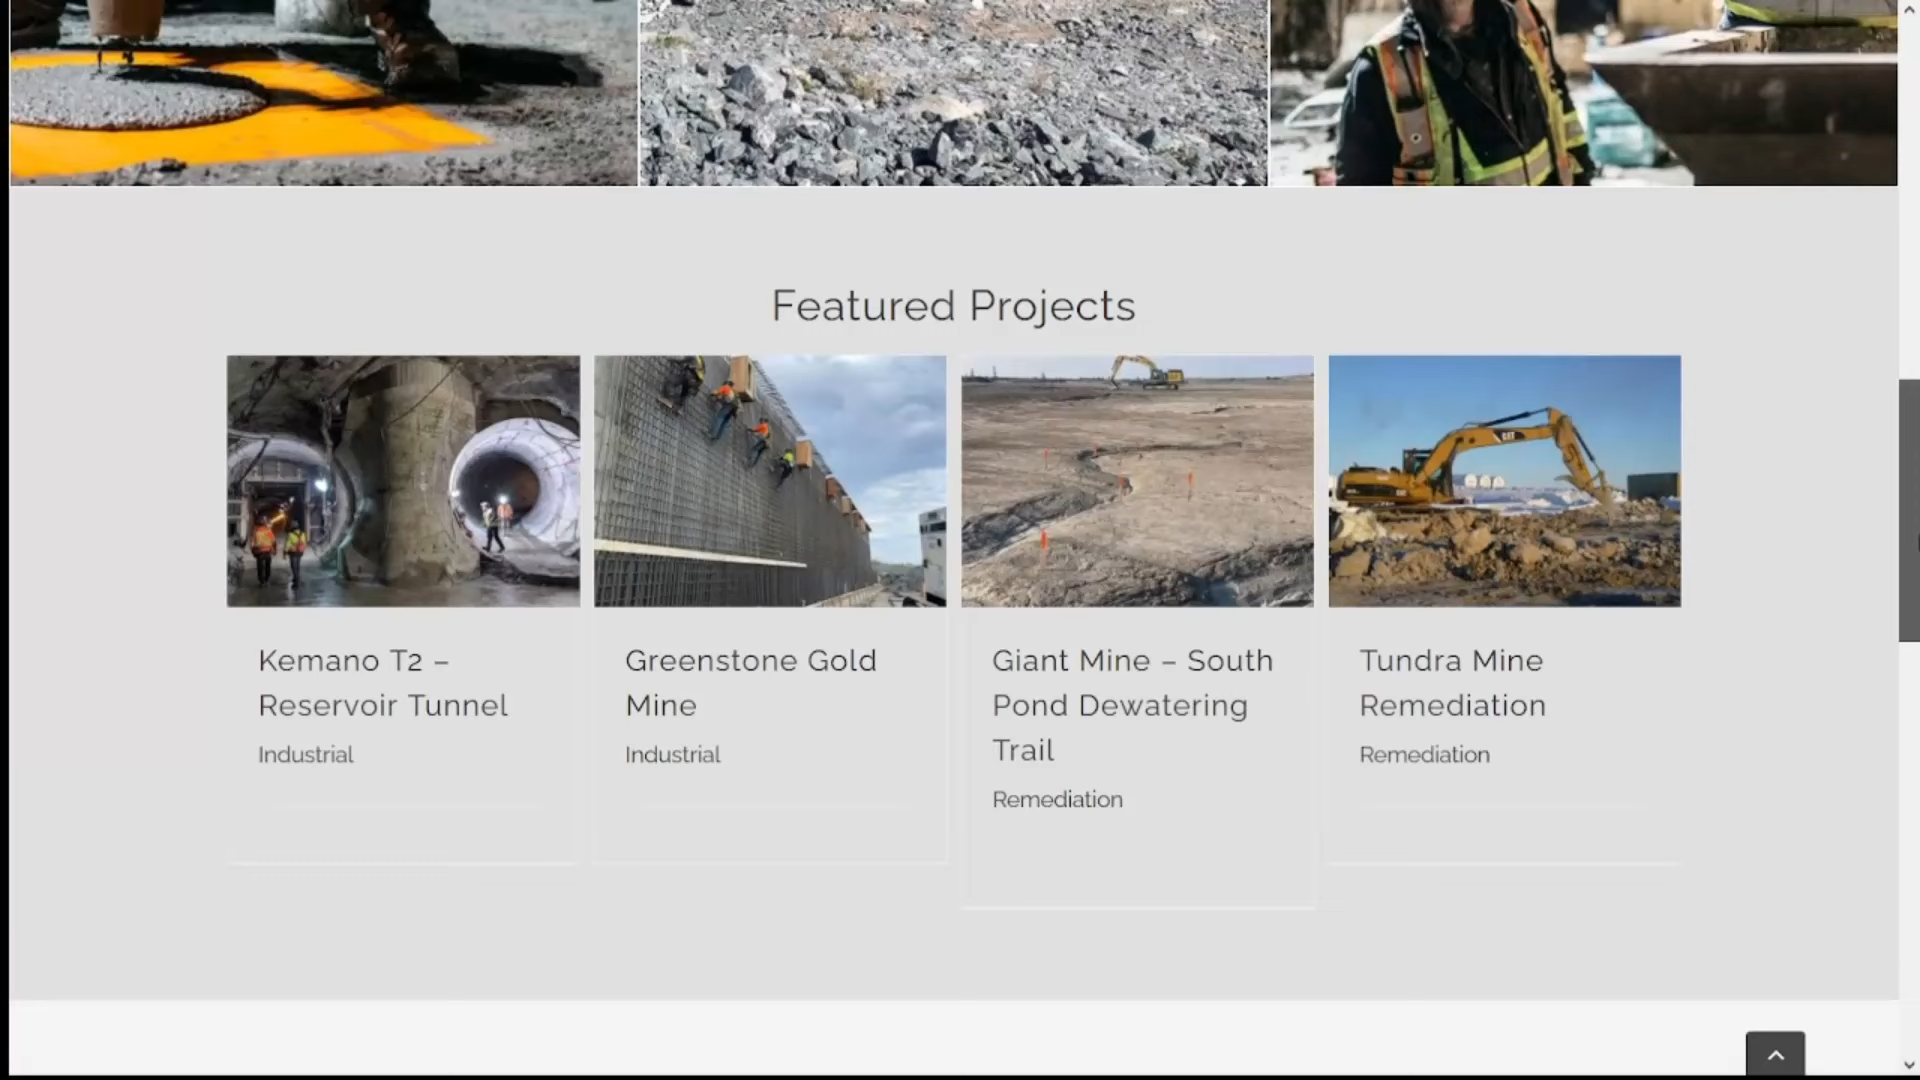 Featured Projects
Kemano T2 –
Reservoir Tunnel
Industrial
Greenstone Gold
Mine
Industrial
Giant Mine – South
Pond Dewatering
Trail
Remediation
Tundra Mine
Remediation
Remediation
CAT